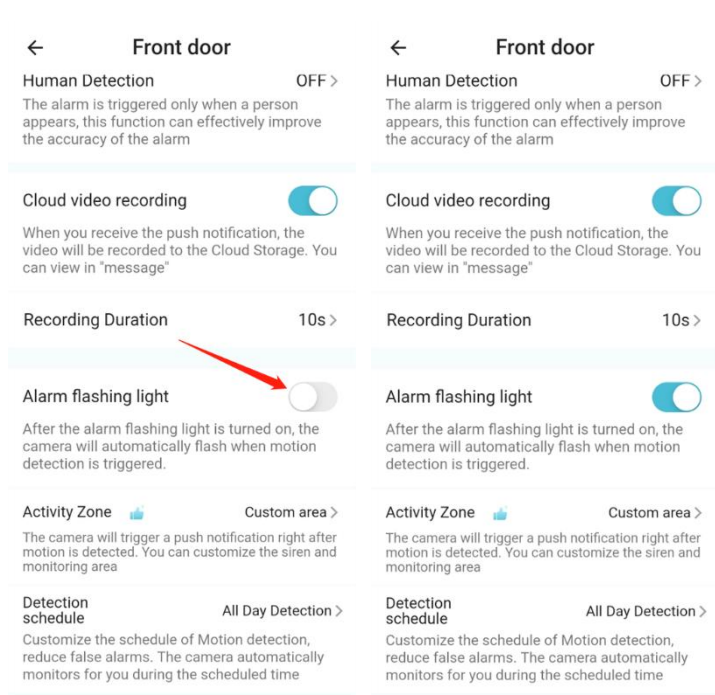 Front door
Human Detection OFF
The alarm is triggered only when a person
appears, this function can effectively improve
the accuracy of the alarm
Cloud video recording
When you receive the push notification, the
video will be recorded to the Cloud Storage. You
can view in "message"
Recording Duration 10s
Alarm flashing light
After the alarm flashing light is turned on, the
camera will automatically flash when motion
detection is triggered.
Activity Zone Custom area
The camera will trigger a push notification right after
motion is detected. You can customize the siren and
monitoring area
Detection
schedule
All Day Detection
Customize the schedule of Motion detection,
reduce false alarms. The camera automatically
monitors for you during the scheduled time
Front door
Human Detection OFF
The alarm is triggered only when a person
appears, this function can effectively improve
the accuracy of the alarm
Cloud video recording
When you receive the push notification, the
video will be recorded to the Cloud Storage. You
can view in "message"
Recording Duration 10s
Alarm flashing light
After the alarm flashing light is turned on, the
camera will automatically flash when motion
detection is triggered.
Activity Zone Custom area
The camera will trigger a push notification right after
motion is detected. You can customize the siren and
monitoring area
Detection
schedule
All Day Detection
Customize the schedule of Motion detection,
reduce false alarms. The camera automatically
monitors for you during the scheduled time